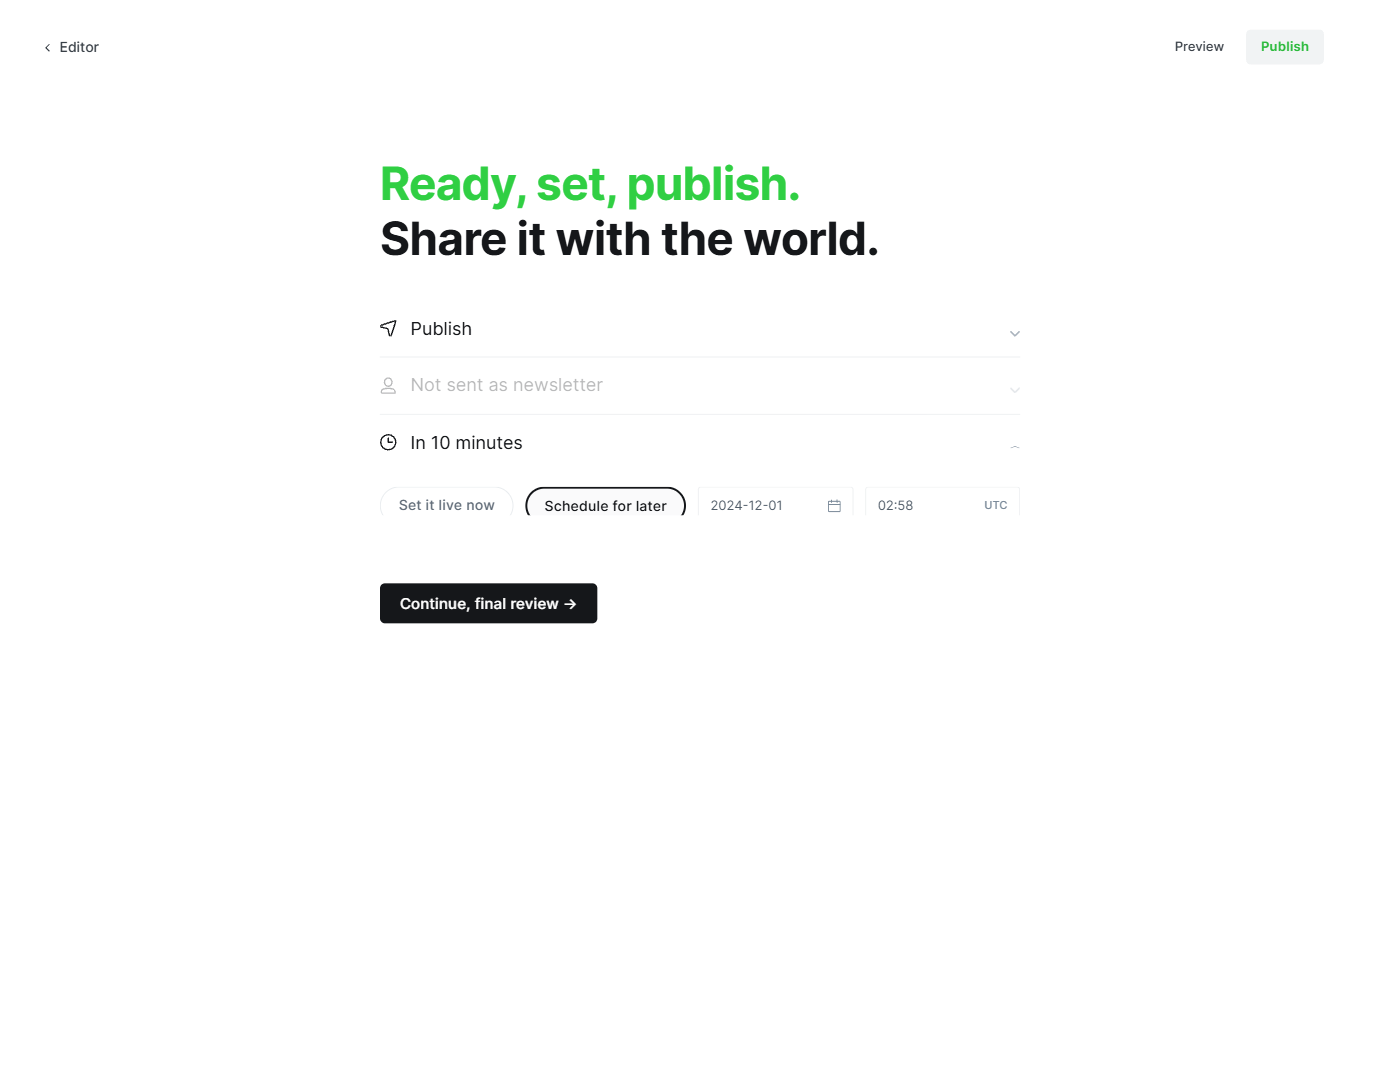 Editor
Preview
Publish
Ready, set, publish.
Share it with the world.
Publish
Not sent as newsletter
In 10 minutes
Set it live now
Schedule for later
2024-12-01
02:58
UTC
Continue, final review →